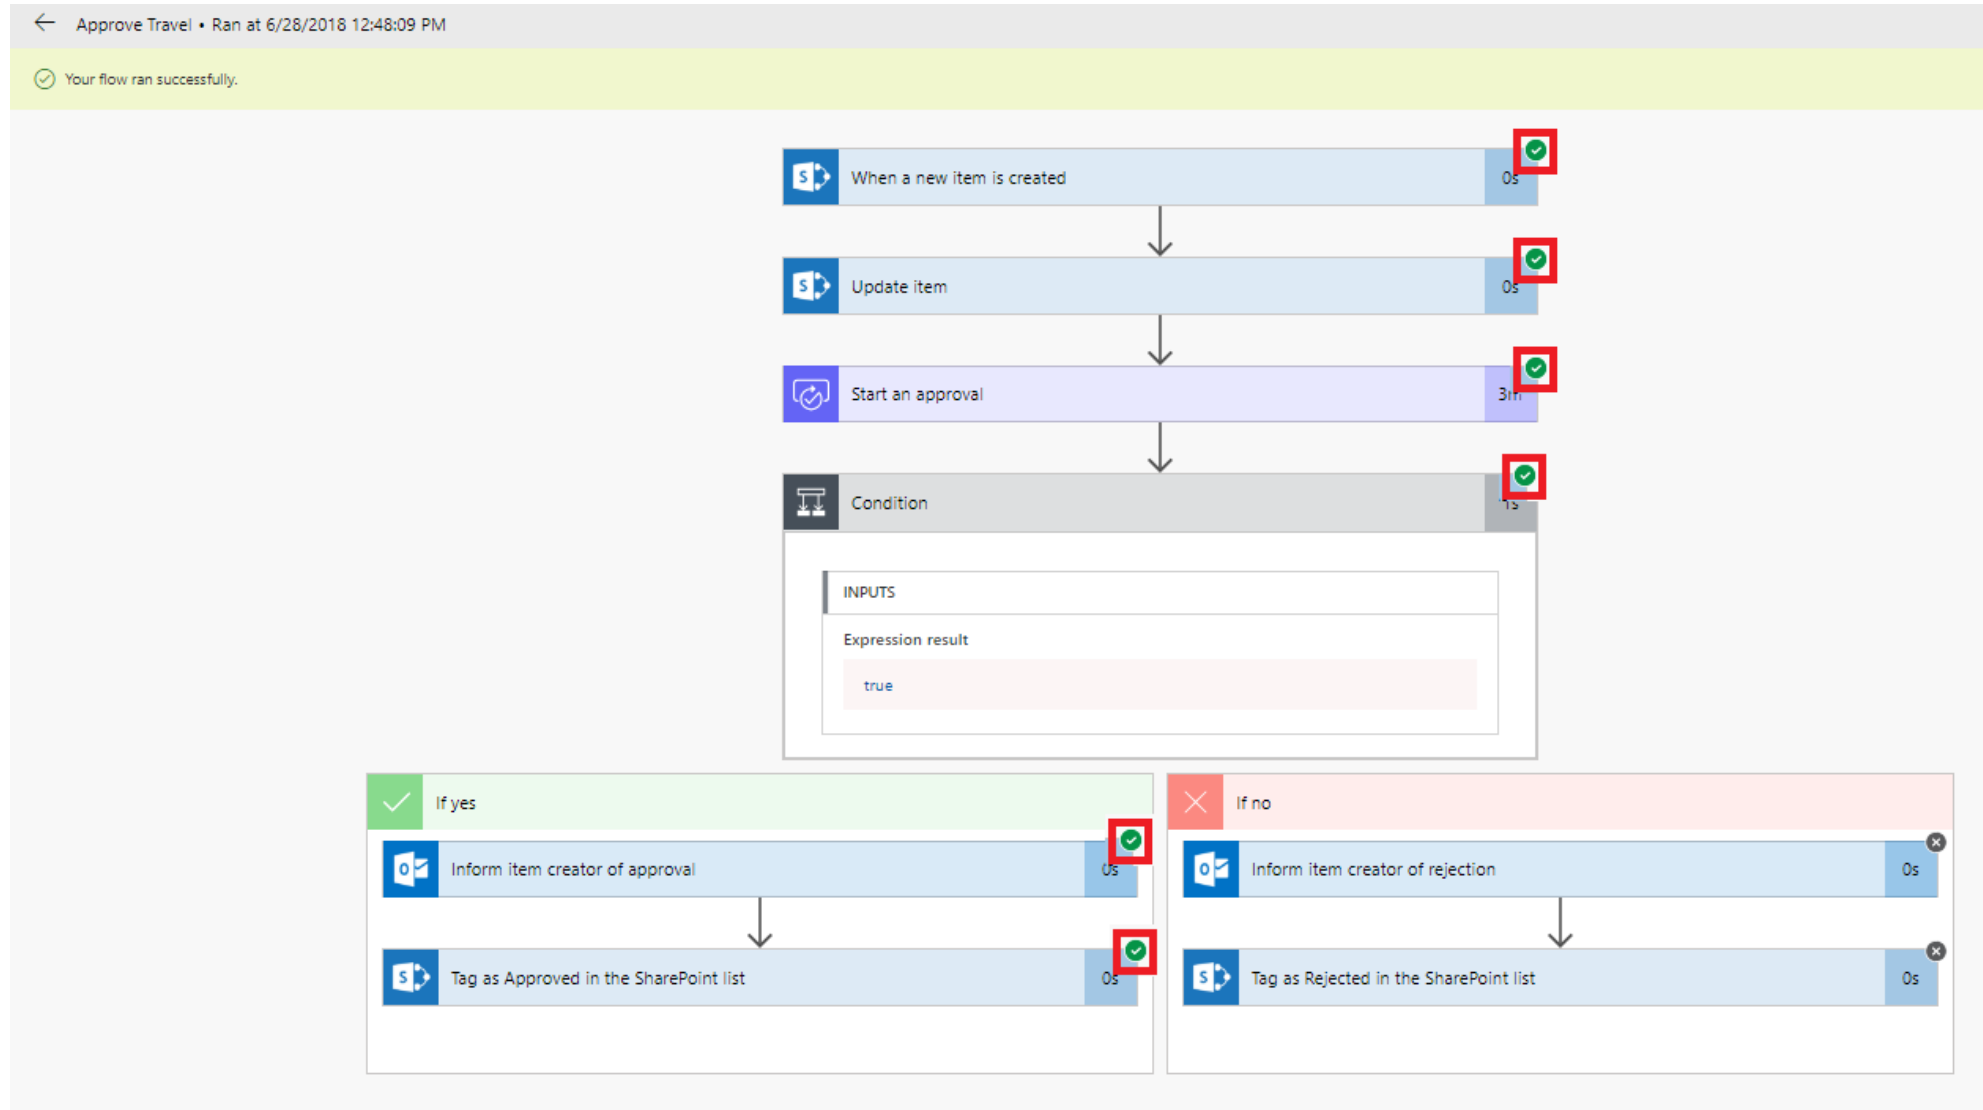 Approve Travel • Ran at 6/28/2018 12:48:09 PM
Your flow ran successfully.
When a new item is created
0s
Update item
0s
Start an approval
3m
Condition
1s
INPUTS
Expression result
true
If yes
Inform item creator of approval
0s
Tag as Approved in the SharePoint list
0s
If no
Inform item creator of rejection
0s
Tag as Rejected in the SharePoint list
0s